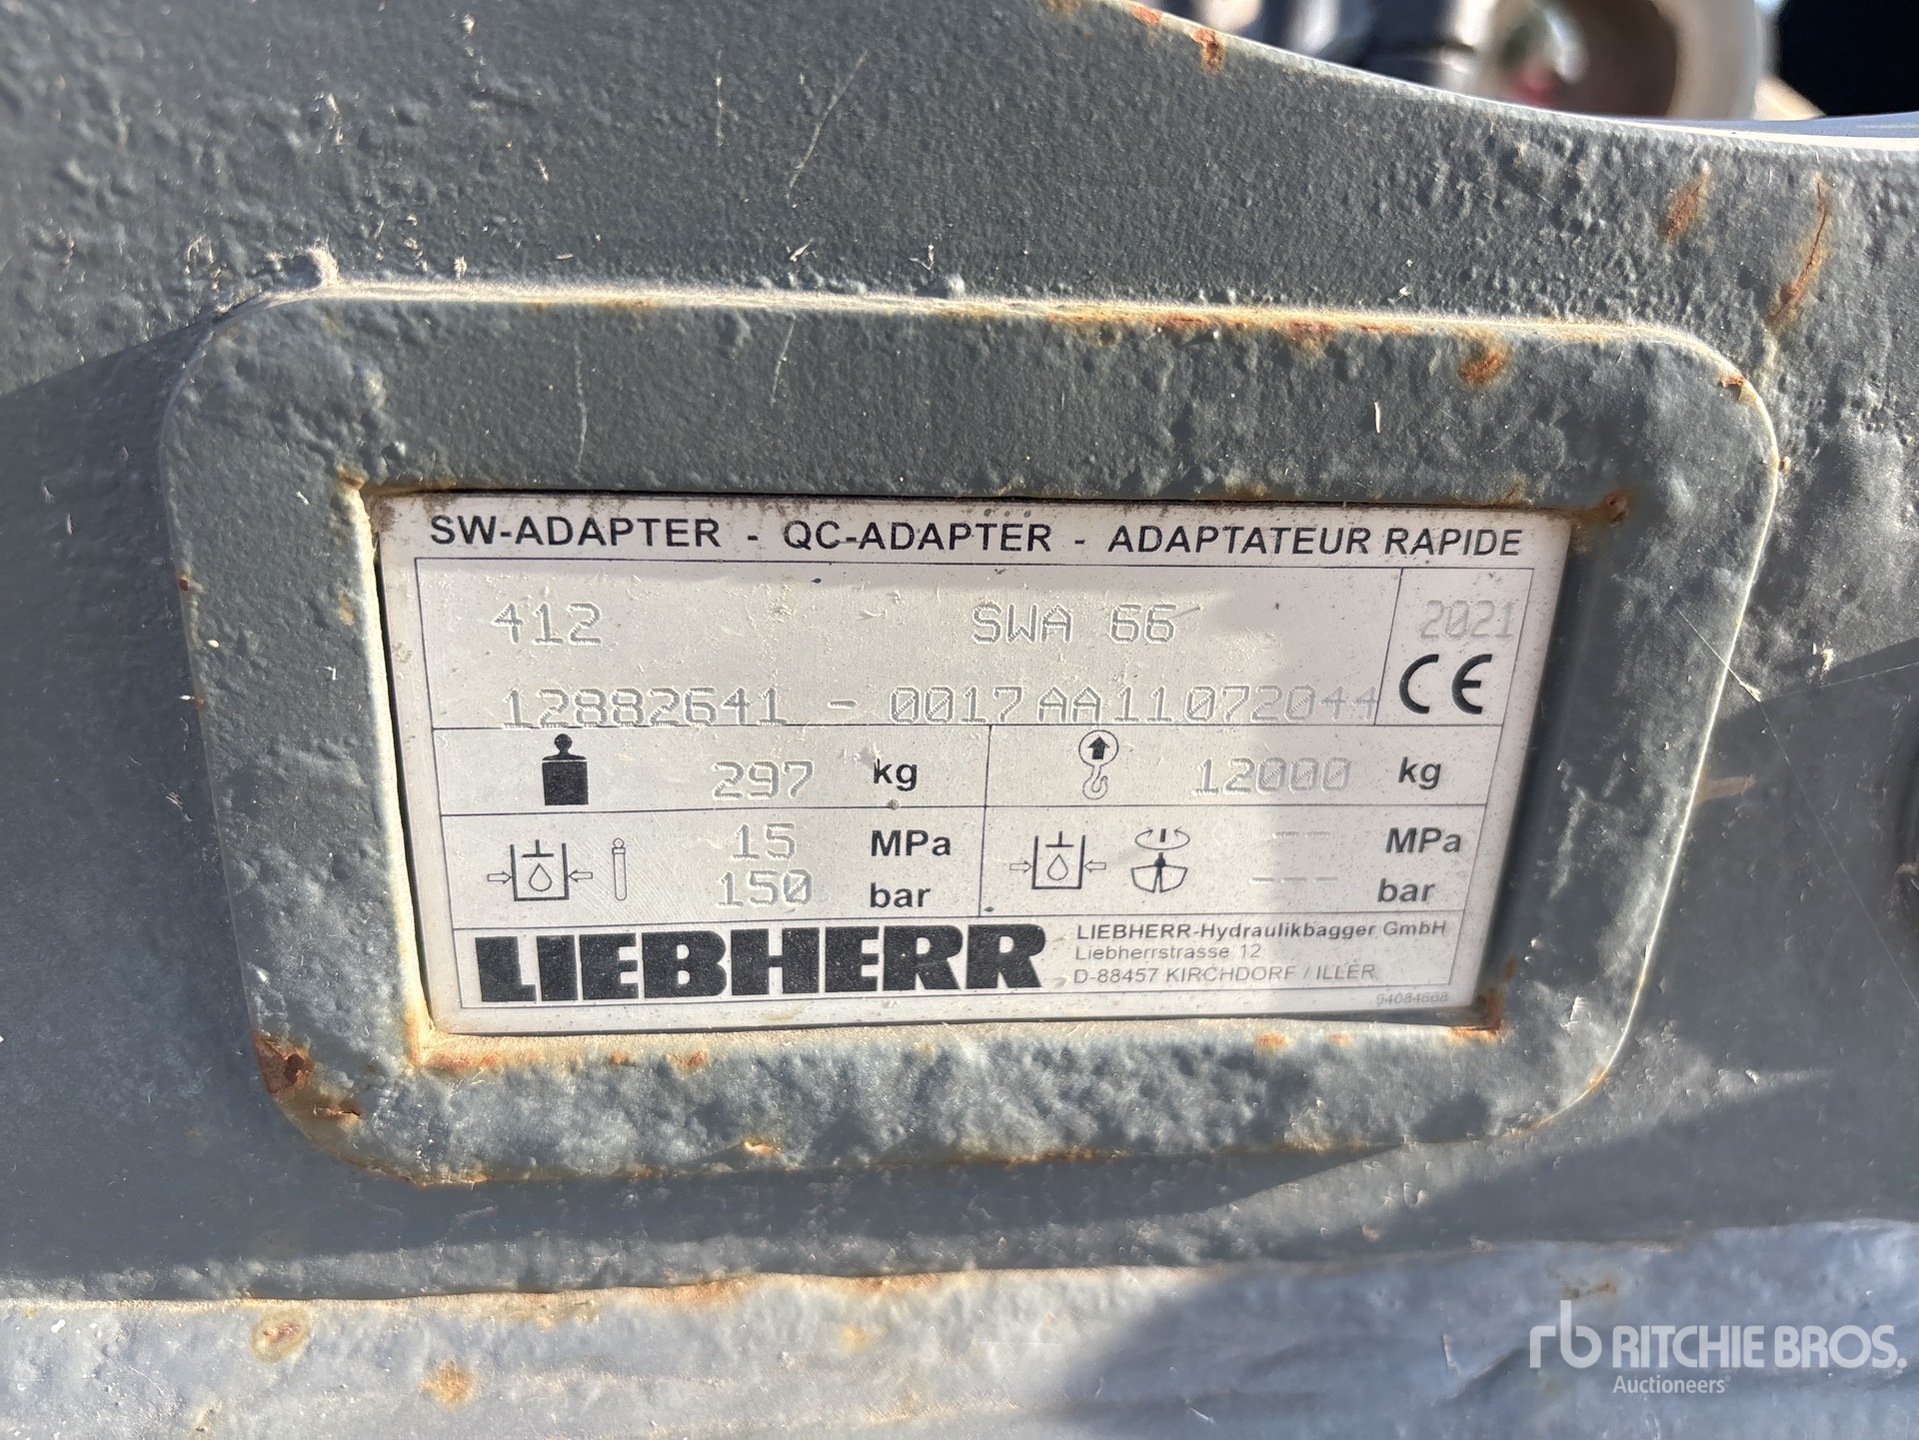 SW-ADAPTER - QC-ADAPTER - ADAPTATEUR RAPIDE
412 SWA 66 2021
12882641 - 0017AA11072044 CE
297 kg 12000 kg
15 MPa -- MPa
150 bar --- bar
LIEBHERR
LIEBHERR-Hydraulikbagger GmbH
Liebherrstrasse 12
D-88457 KIRCHDORF / ILLER
rb RITCHIE BROS.
Auctioneers